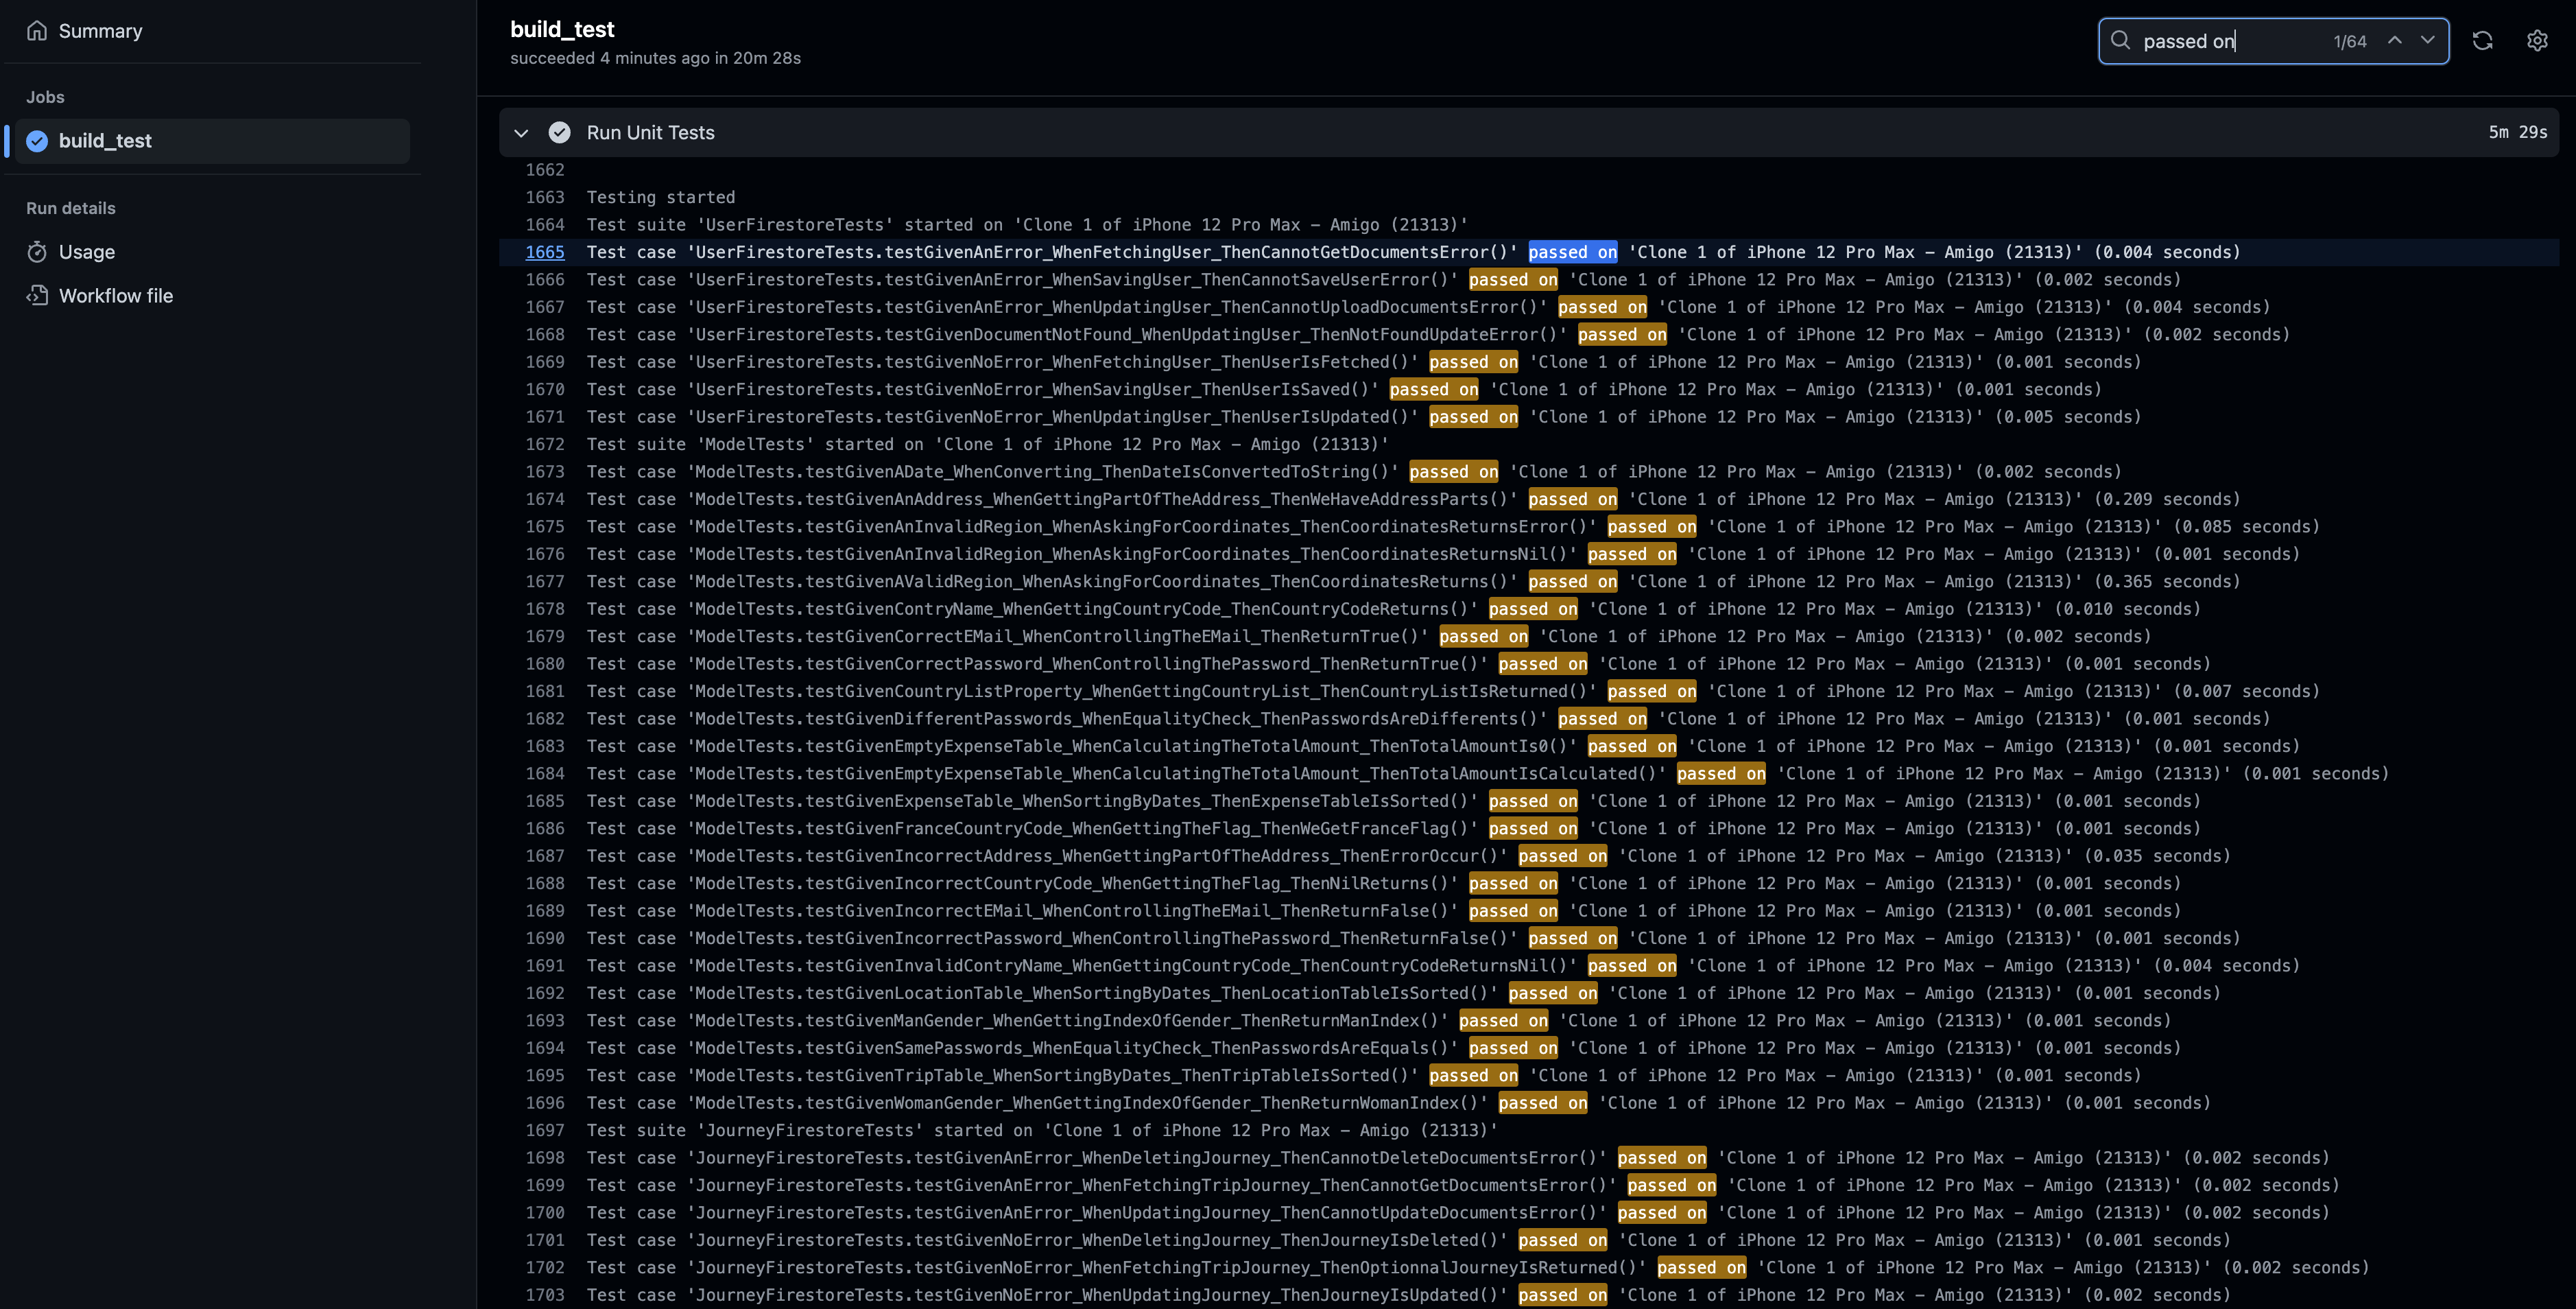 Summary
Jobs
build_test
Run details
Usage
Workflow file
build_test
succeeded 4 minutes ago in 20m 28s
passed on 1/64
Run Unit Tests 5m 29s
1662
1663 Testing started
1664 Test suite 'UserFirestoreTests' started on 'Clone 1 of iPhone 12 Pro Max - Amigo (21313)'
1665 Test case 'UserFirestoreTests.testGivenAnError_WhenFetchingUser_ThenCannotGetDocumentsError()' passed on 'Clone 1 of iPhone 12 Pro Max - Amigo (21313)' (0.004 seconds)
1666 Test case 'UserFirestoreTests.testGivenAnError_WhenSavingUser_ThenCannotSaveUserError()' passed on 'Clone 1 of iPhone 12 Pro Max - Amigo (21313)' (0.002 seconds)
1667 Test case 'UserFirestoreTests.testGivenAnError_WhenUpdatingUser_ThenCannotUploadDocumentsError()' passed on 'Clone 1 of iPhone 12 Pro Max - Amigo (21313)' (0.004 seconds)
1668 Test case 'UserFirestoreTests.testGivenDocumentNotFound_WhenUpdatingUser_ThenNotFoundUpdateError()' passed on 'Clone 1 of iPhone 12 Pro Max - Amigo (21313)' (0.002 seconds)
1669 Test case 'UserFirestoreTests.testGivenNoError_WhenFetchingUser_ThenUserIsFetched()' passed on 'Clone 1 of iPhone 12 Pro Max - Amigo (21313)' (0.001 seconds)
1670 Test case 'UserFirestoreTests.testGivenNoError_WhenSavingUser_ThenUserIsSaved()' passed on 'Clone 1 of iPhone 12 Pro Max - Amigo (21313)' (0.001 seconds)
1671 Test case 'UserFirestoreTests.testGivenNoError_WhenUpdatingUser_ThenUserIsUpdated()' passed on 'Clone 1 of iPhone 12 Pro Max - Amigo (21313)' (0.005 seconds)
1672 Test suite 'ModelTests' started on 'Clone 1 of iPhone 12 Pro Max - Amigo (21313)'
1673 Test case 'ModelTests.testGivenADate_WhenConverting_ThenDateIsConvertedToString()' passed on 'Clone 1 of iPhone 12 Pro Max - Amigo (21313)' (0.002 seconds)
1674 Test case 'ModelTests.testGivenAnAddress_WhenGettingPartOfTheAddress_ThenWeHaveAddressParts()' passed on 'Clone 1 of iPhone 12 Pro Max - Amigo (21313)' (0.209 seconds)
1675 Test case 'ModelTests.testGivenAnInvalidRegion_WhenAskingForCoordinates_ThenCoordinatesReturnsError()' passed on 'Clone 1 of iPhone 12 Pro Max - Amigo (21313)' (0.085 seconds)
1676 Test case 'ModelTests.testGivenAnInvalidRegion_WhenAskingForCoordinates_ThenCoordinatesReturnsNil()' passed on 'Clone 1 of iPhone 12 Pro Max - Amigo (21313)' (0.001 seconds)
1677 Test case 'ModelTests.testGivenAValidRegion_WhenAskingForCoordinates_ThenCoordinatesReturns()' passed on 'Clone 1 of iPhone 12 Pro Max - Amigo (21313)' (0.365 seconds)
1678 Test case 'ModelTests.testGivenContryName_WhenGettingCountryCode_ThenCountryCodeReturns()' passed on 'Clone 1 of iPhone 12 Pro Max - Amigo (21313)' (0.010 seconds)
1679 Test case 'ModelTests.testGivenCorrectEMail_WhenControllingTheEMail_ThenReturnTrue()' passed on 'Clone 1 of iPhone 12 Pro Max - Amigo (21313)' (0.002 seconds)
1680 Test case 'ModelTests.testGivenCorrectPassword_WhenControllingThePassword_ThenReturnTrue()' passed on 'Clone 1 of iPhone 12 Pro Max - Amigo (21313)' (0.001 seconds)
1681 Test case 'ModelTests.testGivenCountryListProperty_WhenGettingCountryList_ThenCountryListIsReturned()' passed on 'Clone 1 of iPhone 12 Pro Max - Amigo (21313)' (0.007 seconds)
1682 Test case 'ModelTests.testGivenDifferentPasswords_WhenEqualityCheck_ThenPasswordsAreDifferents()' passed on 'Clone 1 of iPhone 12 Pro Max - Amigo (21313)' (0.001 seconds)
1683 Test case 'ModelTests.testGivenEmptyExpenseTable_WhenCalculatingTheTotalAmount_ThenTotalAmountIs0()' passed on 'Clone 1 of iPhone 12 Pro Max - Amigo (21313)' (0.001 seconds)
1684 Test case 'ModelTests.testGivenEmptyExpenseTable_WhenCalculatingTheTotalAmount_ThenTotalAmountIsCalculated()' passed on 'Clone 1 of iPhone 12 Pro Max - Amigo (21313)' (0.001 seconds)
1685 Test case 'ModelTests.testGivenExpenseTable_WhenSortingByDates_ThenExpenseTableIsSorted()' passed on 'Clone 1 of iPhone 12 Pro Max - Amigo (21313)' (0.001 seconds)
1686 Test case 'ModelTests.testGivenFranceCountryCode_WhenGettingTheFlag_ThenWeGetFranceFlag()' passed on 'Clone 1 of iPhone 12 Pro Max - Amigo (21313)' (0.001 seconds)
1687 Test case 'ModelTests.testGivenIncorrectAddress_WhenGettingPartOfTheAddress_ThenErrorOccur()' passed on 'Clone 1 of iPhone 12 Pro Max - Amigo (21313)' (0.035 seconds)
1688 Test case 'ModelTests.testGivenIncorrectCountryCode_WhenGettingTheFlag_ThenNilReturns()' passed on 'Clone 1 of iPhone 12 Pro Max - Amigo (21313)' (0.001 seconds)
1689 Test case 'ModelTests.testGivenIncorrectEMail_WhenControllingTheEMail_ThenReturnFalse()' passed on 'Clone 1 of iPhone 12 Pro Max - Amigo (21313)' (0.001 seconds)
1690 Test case 'ModelTests.testGivenIncorrectPassword_WhenControllingThePassword_ThenReturnFalse()' passed on 'Clone 1 of iPhone 12 Pro Max - Amigo (21313)' (0.001 seconds)
1691 Test case 'ModelTests.testGivenInvalidContryName_WhenGettingCountryCode_ThenCountryCodeReturnsNil()' passed on 'Clone 1 of iPhone 12 Pro Max - Amigo (21313)' (0.004 seconds)
1692 Test case 'ModelTests.testGivenLocationTable_WhenSortingByDates_ThenLocationTableIsSorted()' passed on 'Clone 1 of iPhone 12 Pro Max - Amigo (21313)' (0.001 seconds)
1693 Test case 'ModelTests.testGivenManGender_WhenGettingIndexOfGender_ThenReturnManIndex()' passed on 'Clone 1 of iPhone 12 Pro Max - Amigo (21313)' (0.001 seconds)
1694 Test case 'ModelTests.testGivenSamePasswords_WhenEqualityCheck_ThenPasswordsAreEquals()' passed on 'Clone 1 of iPhone 12 Pro Max - Amigo (21313)' (0.001 seconds)
1695 Test case 'ModelTests.testGivenTripTable_WhenSortingByDates_ThenTripTableIsSorted()' passed on 'Clone 1 of iPhone 12 Pro Max - Amigo (21313)' (0.001 seconds)
1696 Test case 'ModelTests.testGivenWomanGender_WhenGettingIndexOfGender_ThenReturnWomanIndex()' passed on 'Clone 1 of iPhone 12 Pro Max - Amigo (21313)' (0.001 seconds)
1697 Test suite 'JourneyFirestoreTests' started on 'Clone 1 of iPhone 12 Pro Max - Amigo (21313)'
1698 Test case 'JourneyFirestoreTests.testGivenAnError_WhenDeletingJourney_ThenCannotDeleteDocumentsError()' passed on 'Clone 1 of iPhone 12 Pro Max - Amigo (21313)' (0.002 seconds)
1699 Test case 'JourneyFirestoreTests.testGivenAnError_WhenFetchingTripJourney_ThenCannotGetDocumentsError()' passed on 'Clone 1 of iPhone 12 Pro Max - Amigo (21313)' (0.002 seconds)
1700 Test case 'JourneyFirestoreTests.testGivenAnError_WhenUpdatingJourney_ThenCannotUpdateDocumentsError()' passed on 'Clone 1 of iPhone 12 Pro Max - Amigo (21313)' (0.002 seconds)
1701 Test case 'JourneyFirestoreTests.testGivenNoError_WhenDeletingJourney_ThenJourneyIsDeleted()' passed on 'Clone 1 of iPhone 12 Pro Max - Amigo (21313)' (0.001 seconds)
1702 Test case 'JourneyFirestoreTests.testGivenNoError_WhenFetchingTripJourney_ThenOptionnalJourneyIsReturned()' passed on 'Clone 1 of iPhone 12 Pro Max - Amigo (21313)' (0.002 seconds)
1703 Test case 'JourneyFirestoreTests.testGivenNoError_WhenUpdatingJourney_ThenJourneyIsUpdated()' passed on 'Clone 1 of iPhone 12 Pro Max - Amigo (21313)' (0.002 seconds)